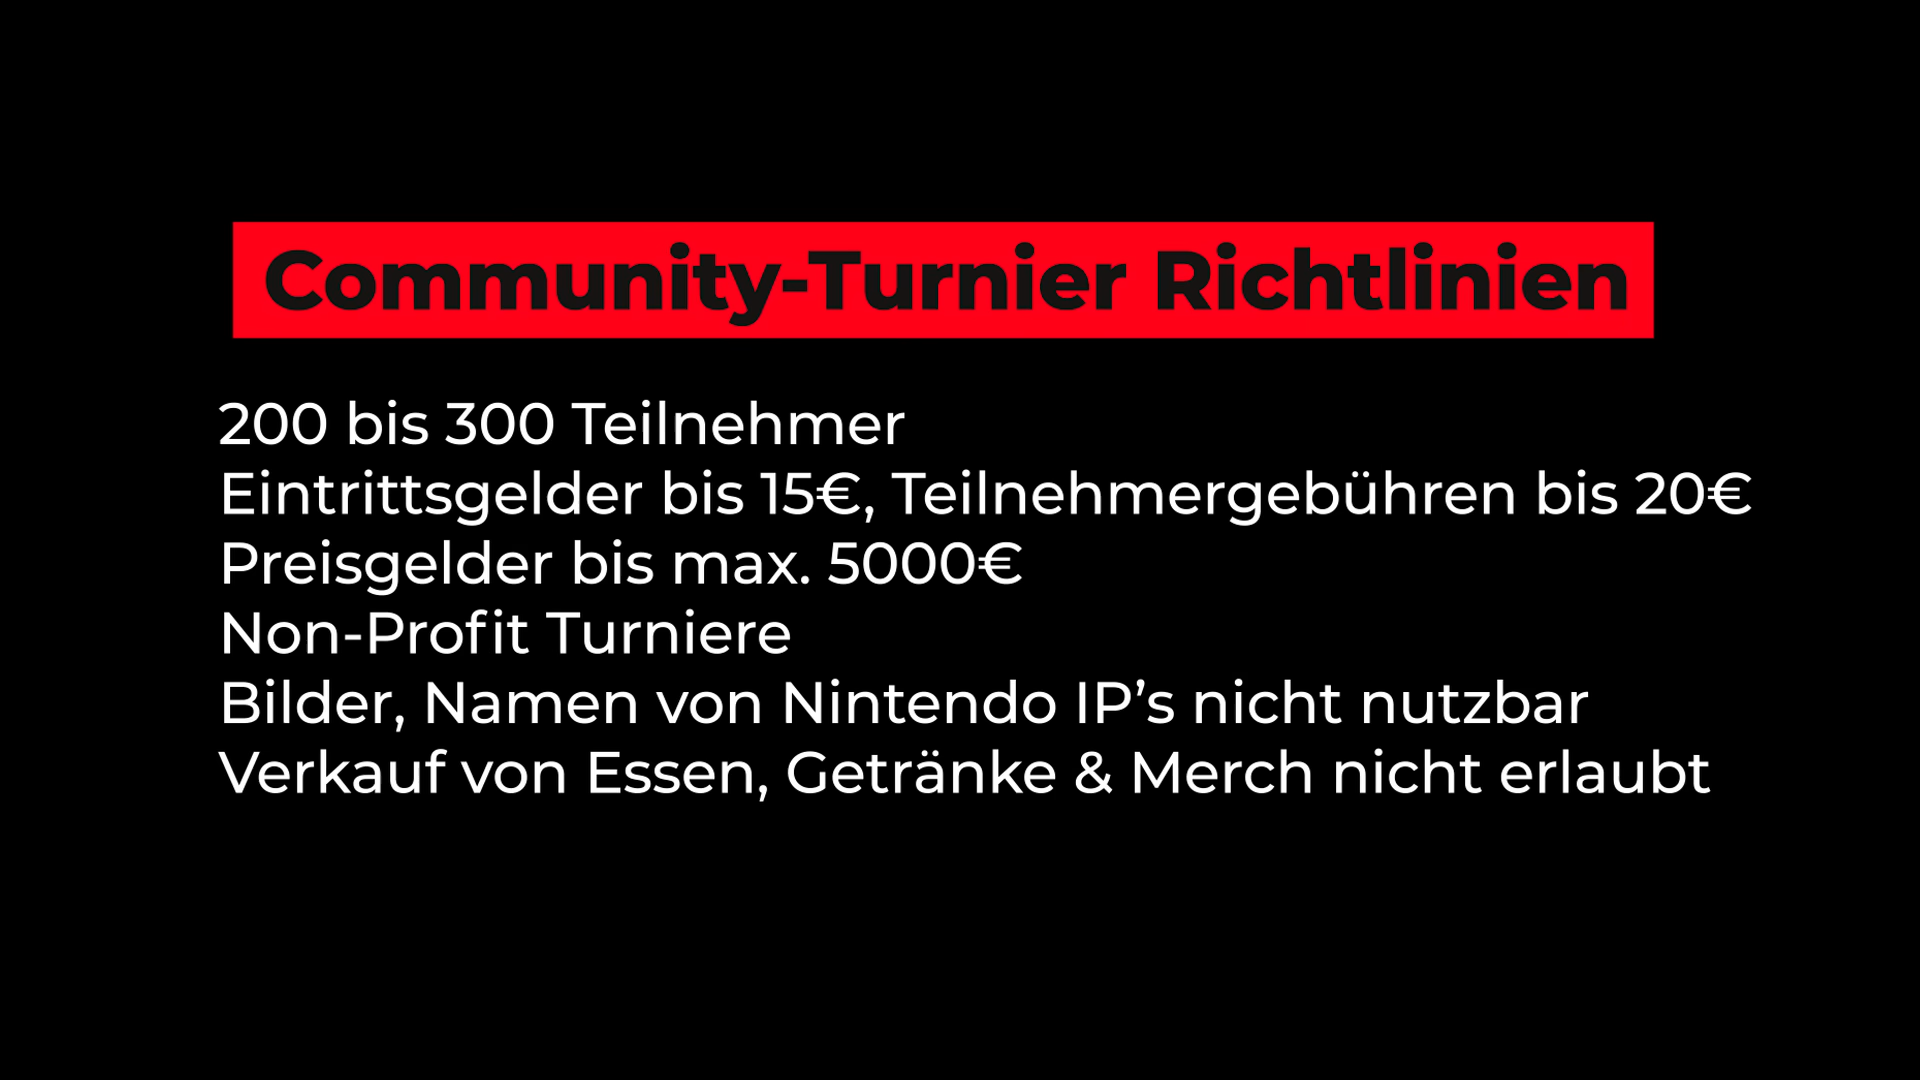 Community-Turnier Richtlinien
200 bis 300 Teilnehmer
Eintrittsgelder bis 15€, Teilnehmergebühren bis 20€
Preisgelder bis max. 5000€
Non-Profit Turniere
Bilder, Namen von Nintendo IP’s nicht nutzbar
Verkauf von Essen, Getränke & Merch nicht erlaubt